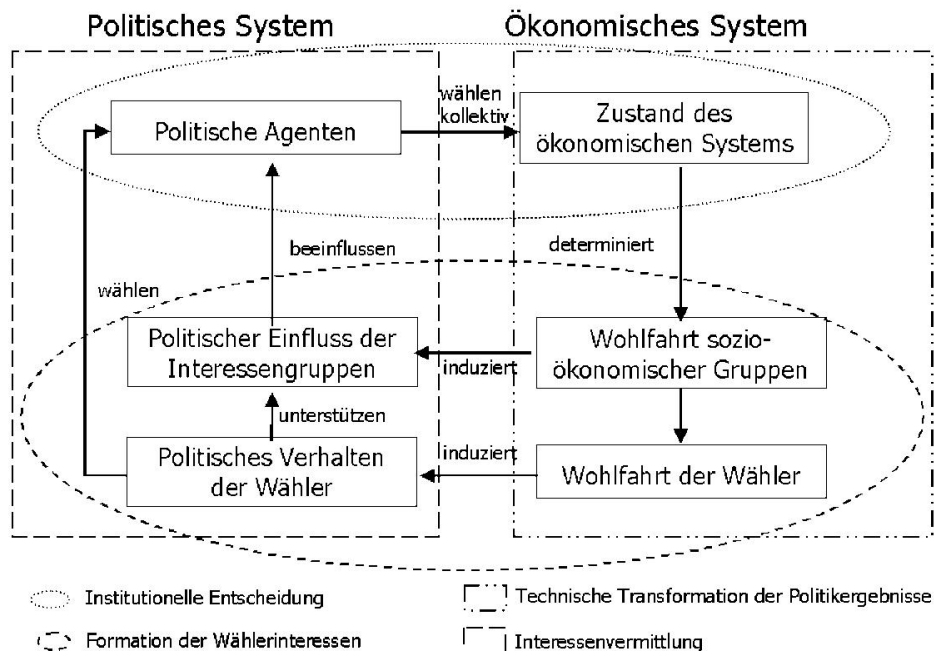 Politisches System
Ökonomisches System
wählen
kollektiv
Politische Agenten
Zustand des
ökonomischen Systems
beeinflussen
determiniert
wählen
Politischer Einfluss der
Interessengruppen
induziert
Wohlfahrt sozio-
ökonomischer Gruppen
unterstützen
Politisches Verhalten
der Wähler
induziert
Wohlfahrt der Wähler
Institutionelle Entscheidung
Technische Transformation der Politikergebnisse
Formation der Wählerinteressen
Interessenvermittlung